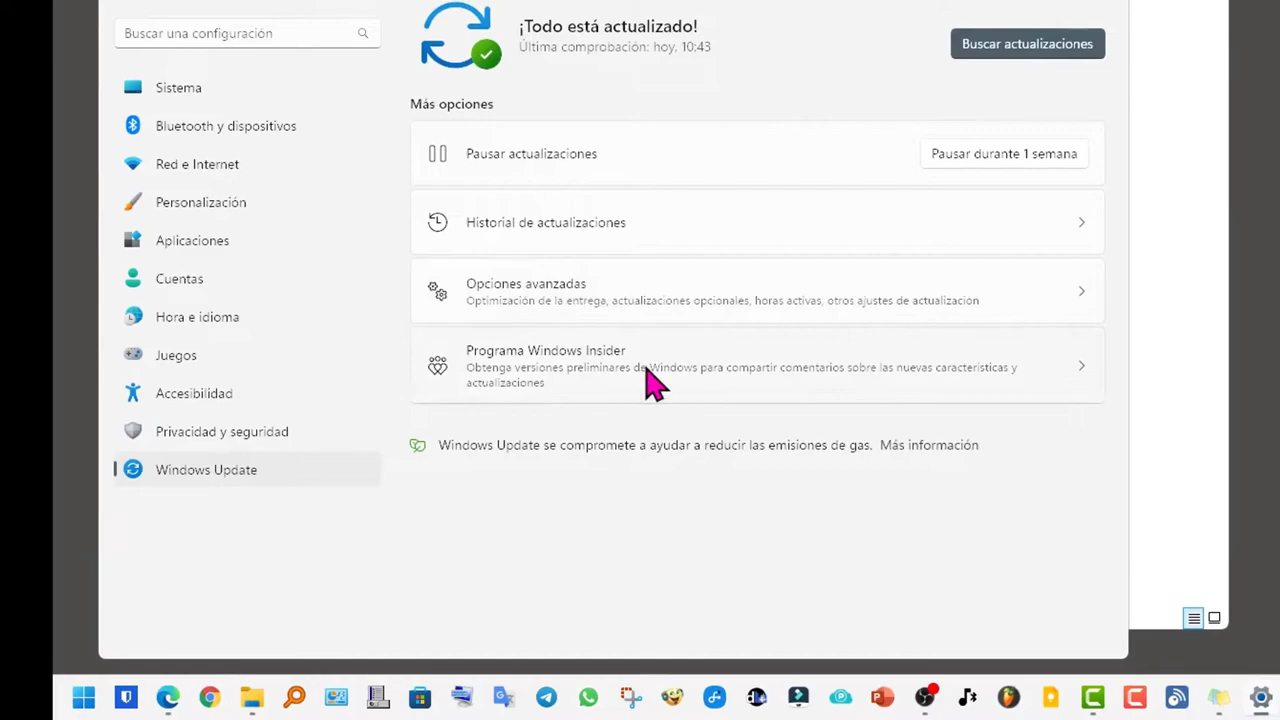 Buscar una configuración
¡Todo está actualizado!
Última comprobación: hoy, 10:43
Buscar actualizaciones
Sistema
Bluetooth y dispositivos
Red e Internet
Personalización
Aplicaciones
Cuentas
Hora e idioma
Juegos
Accesibilidad
Privacidad y seguridad
Windows Update
Más opciones
Pausar actualizaciones
Pausar durante 1 semana
Historial de actualizaciones
Opciones avanzadas
Optimización de la entrega, actualizaciones opcionales, horas activas, otros ajustes de actualización
Programa Windows Insider
Obtenga versiones preliminares de Windows para compartir comentarios sobre las nuevas características y
actualizaciones
Windows Update se compromete a ayudar a reducir las emisiones de gas. Más información